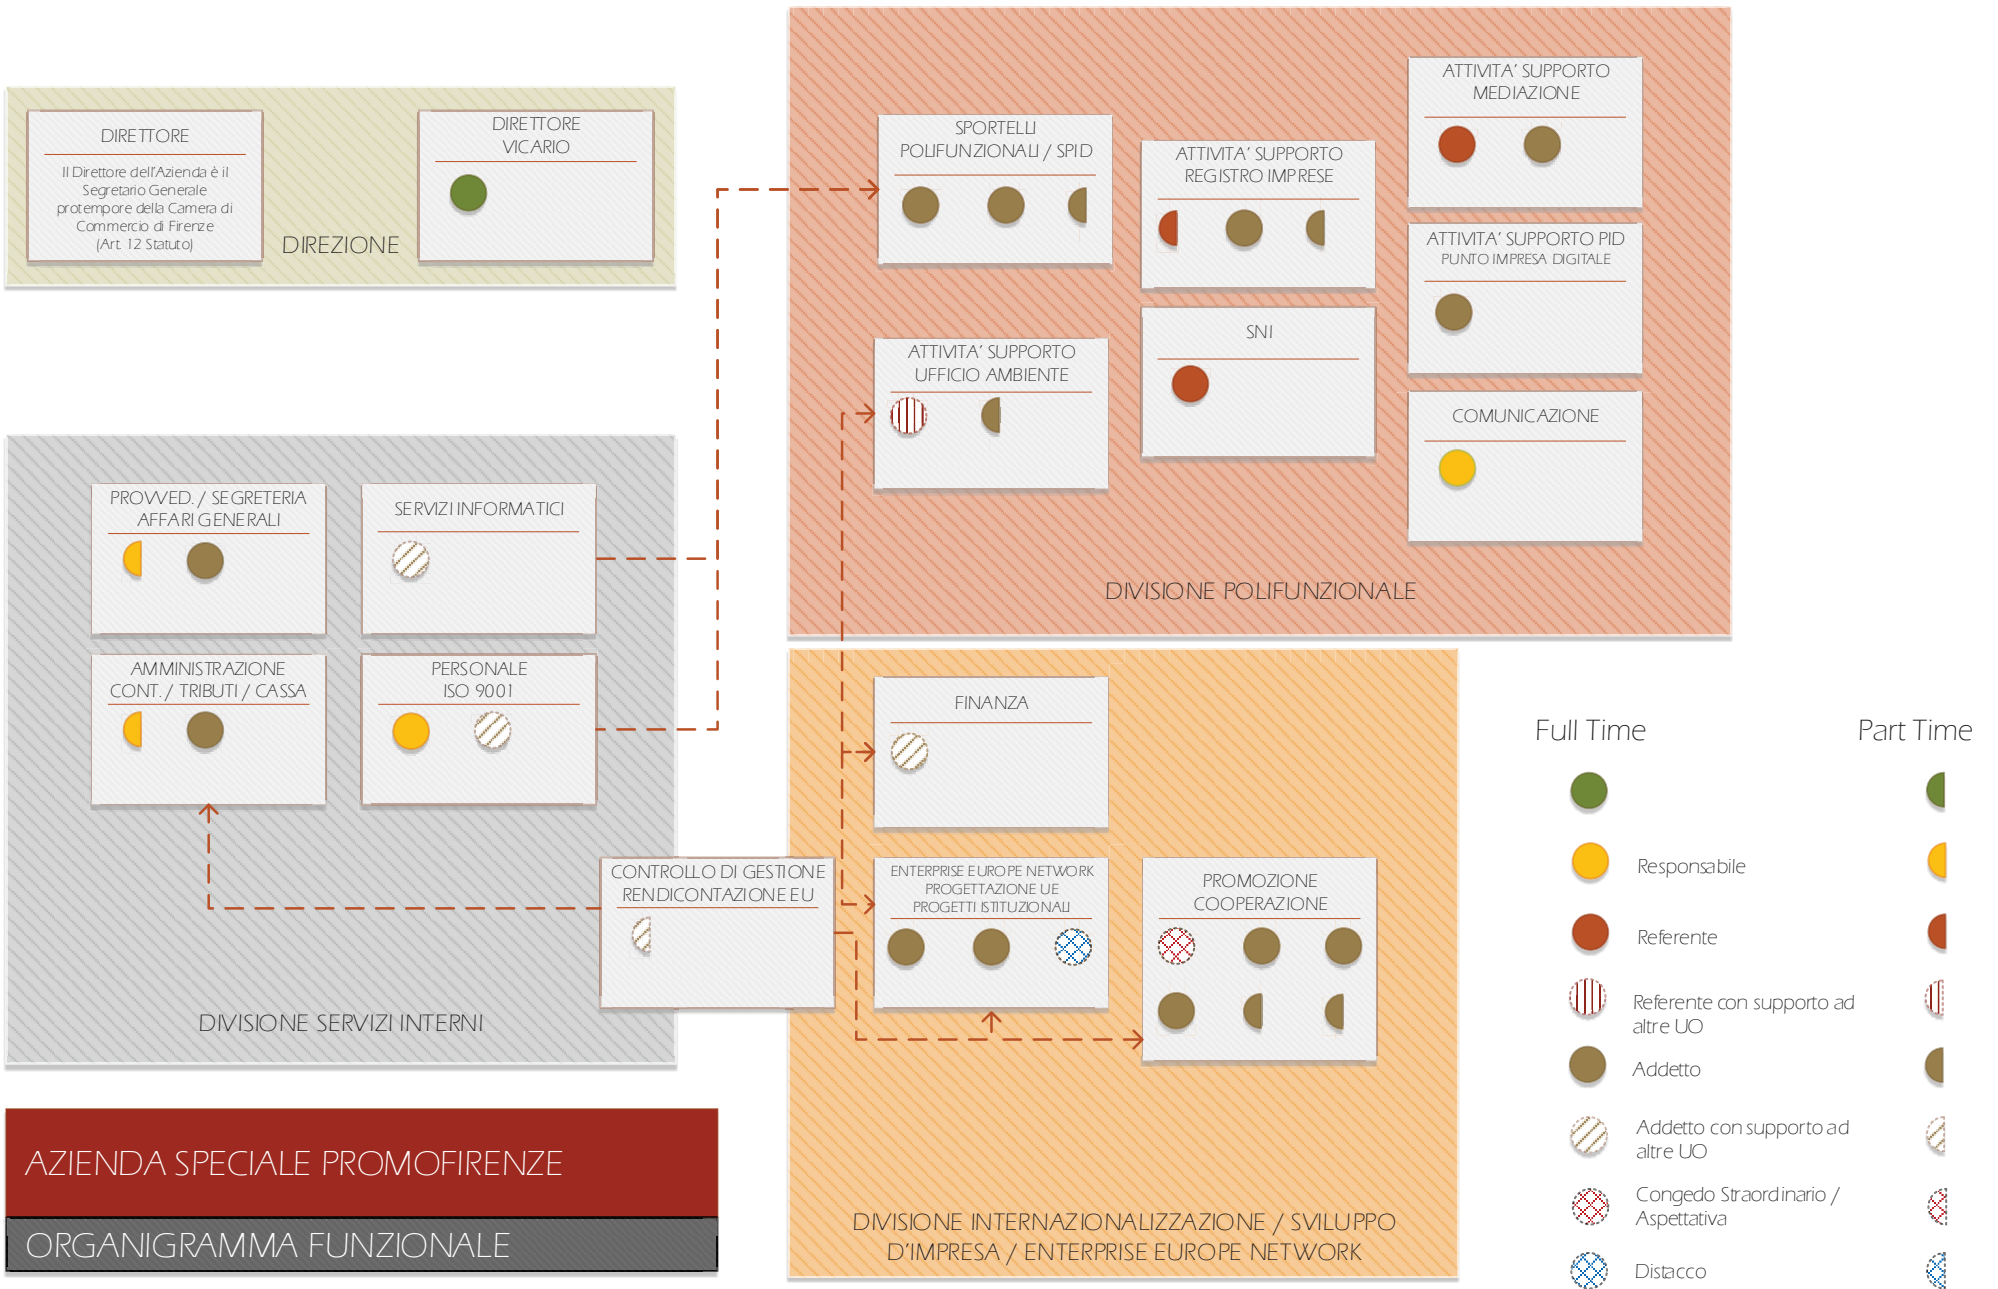 DIRETTORE
Il Direttore dell'Azienda è il
Segretario Generale
protempore della Camera di
Commercio di Firenze
(Art. 12 Statuto)
DIREZIONE
DIRETTORE
VICARIO
SPORTELLI
POLIFUNZIONALI / SPID
ATTIVITA' SUPPORTO
REGISTRO IMPRESE
ATTIVITA' SUPPORTO
MEDIAZIONE
ATTIVITA' SUPPORTO PID
PUNTO IMPRESA DIGITALE
ATTIVITA' SUPPORTO
UFFICIO AMBIENTE
SNI
COMUNICAZIONE
DIVISIONE POLIFUNZIONALE
PROVVED. / SEGRETERIA
AFFARI GENERALI
SERVIZI INFORMATICI
AMMINISTRAZIONE
CONT. / TRIBUTI / CASSA
PERSONALE
ISO 9001
CONTROLLO DI GESTIONE
RENDICONTAZIONE EU
DIVISIONE SERVIZI INTERNI
FINANZA
ENTERPRISE EUROPE NETWORK
PROGETTAZIONE UE
PROGETTI ISTITUZIONALI
PROMOZIONE
COOPERAZIONE
DIVISIONE INTERNAZIONALIZZAZIONE / SVILUPPO
D'IMPRESA / ENTERPRISE EUROPE NETWORK
Full Time
Part Time
Responsabile
Referente
Referente con supporto ad
altre UO
Addetto
Addetto con supporto ad
altre UO
Congedo Straordinario /
Aspettativa
Distacco
AZIENDA SPECIALE PROMOFIRENZE
ORGANIGRAMMA FUNZIONALE